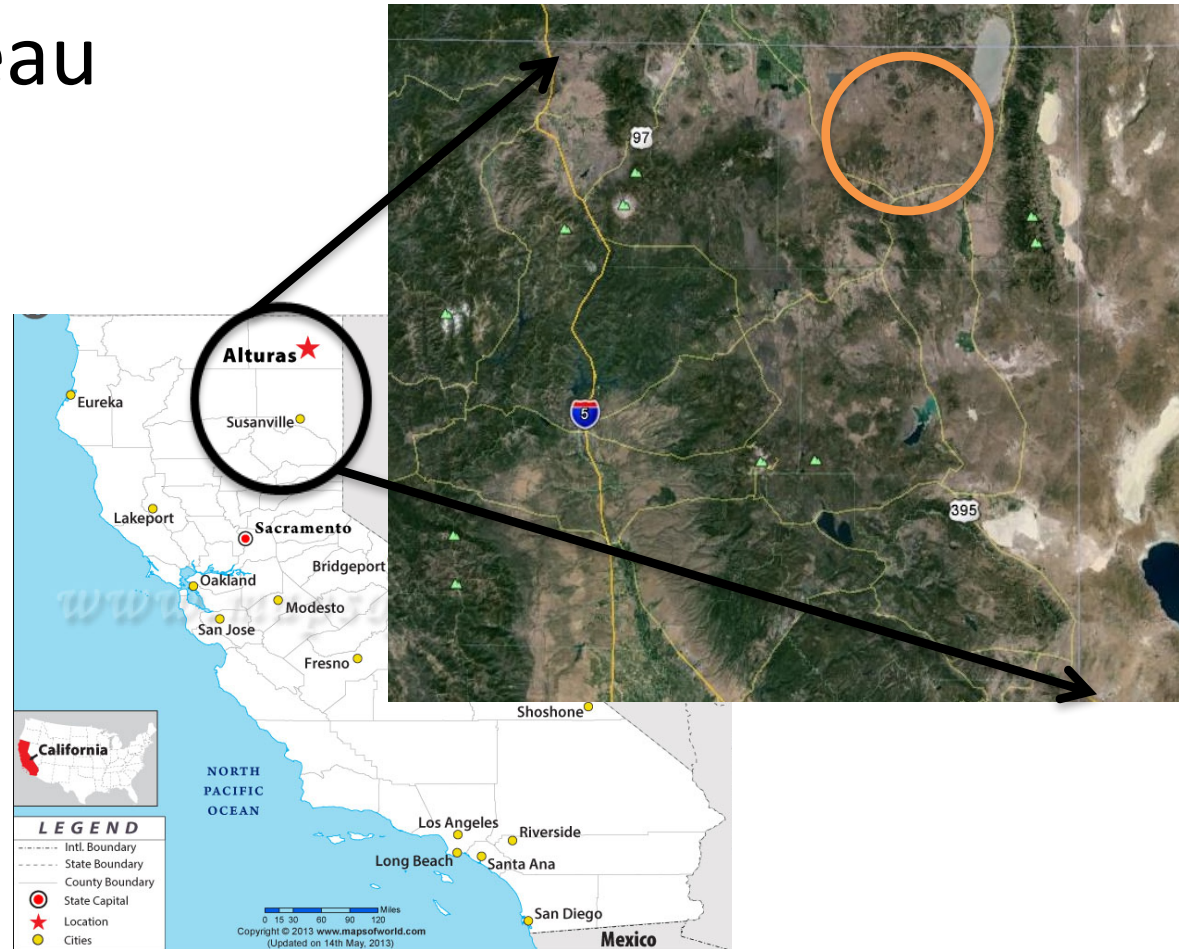 eau
97
5
395
Alturas
Eureka
Susanville
Lakeport
Sacramento
Bridgeport
Oakland
Modesto
San Jose
Fresno
Shoshone
California
NORTH
PACIFIC
OCEAN
Los Angeles
Riverside
Long Beach
Santa Ana
San Diego
Mexico
LEGEND
Intl. Boundary
State Boundary
County Boundary
State Capital
Location
Cities
Miles
0 15 30 60 90 120
Copyright © 2013 www.mapsofworld.com
(Updated on 14th May, 2013)